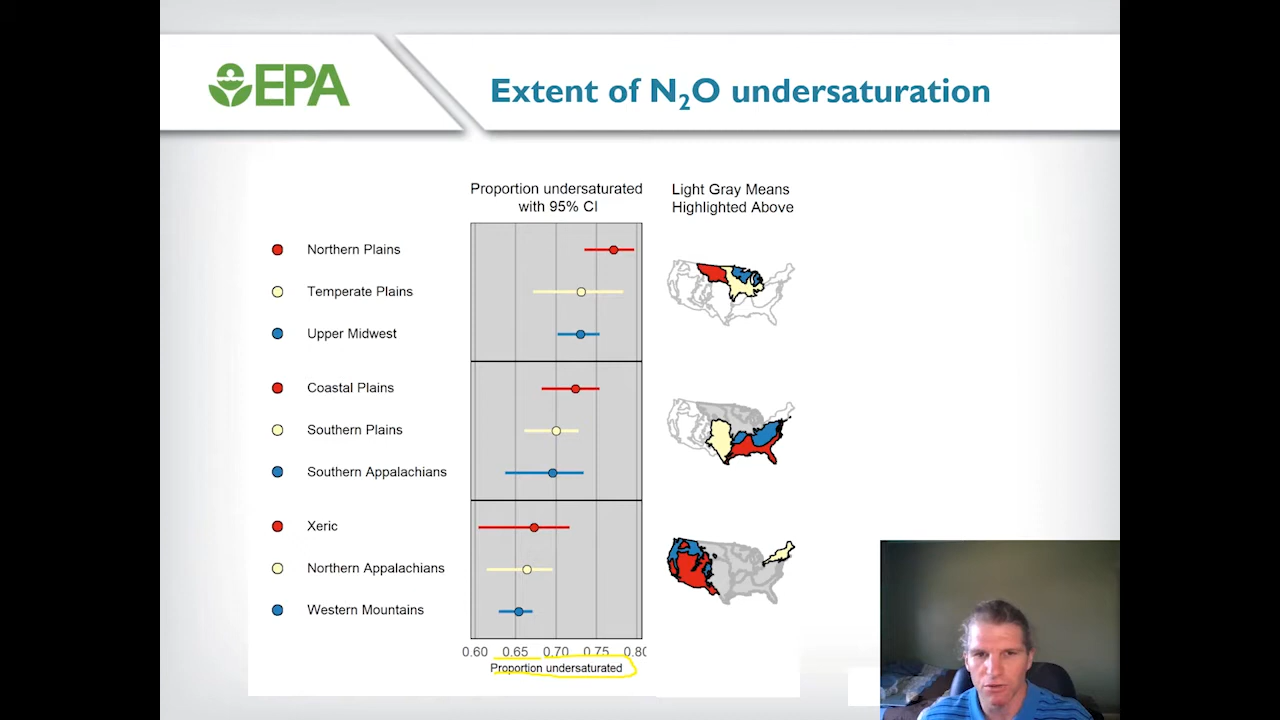 EPA
Extent of N₂O undersaturation
Proportion undersaturated
with 95% CI
Light Gray Means
Highlighted Above
Northern Plains
Temperate Plains
Upper Midwest
Coastal Plains
Southern Plains
Southern Appalachians
Xeric
Northern Appalachians
Western Mountains
0.60 0.65 0.70 0.75 0.80
Proportion undersaturated